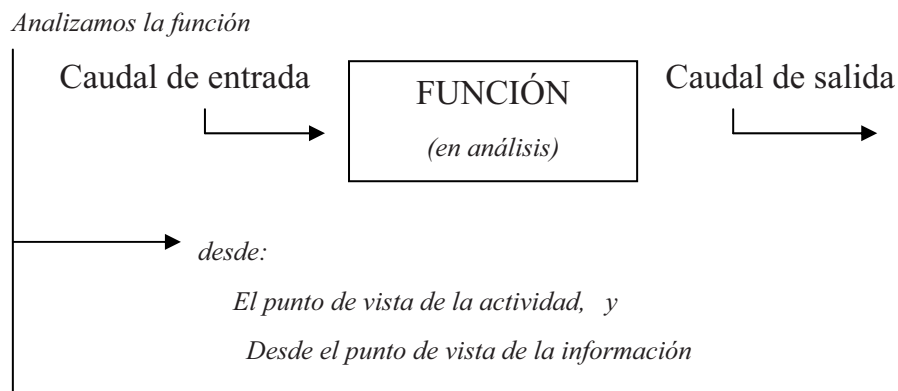 Analizamos la función
Caudal de entrada
FUNCIÓN
(en análisis)
Caudal de salida
desde:
El punto de vista de la actividad, y
Desde el punto de vista de la información